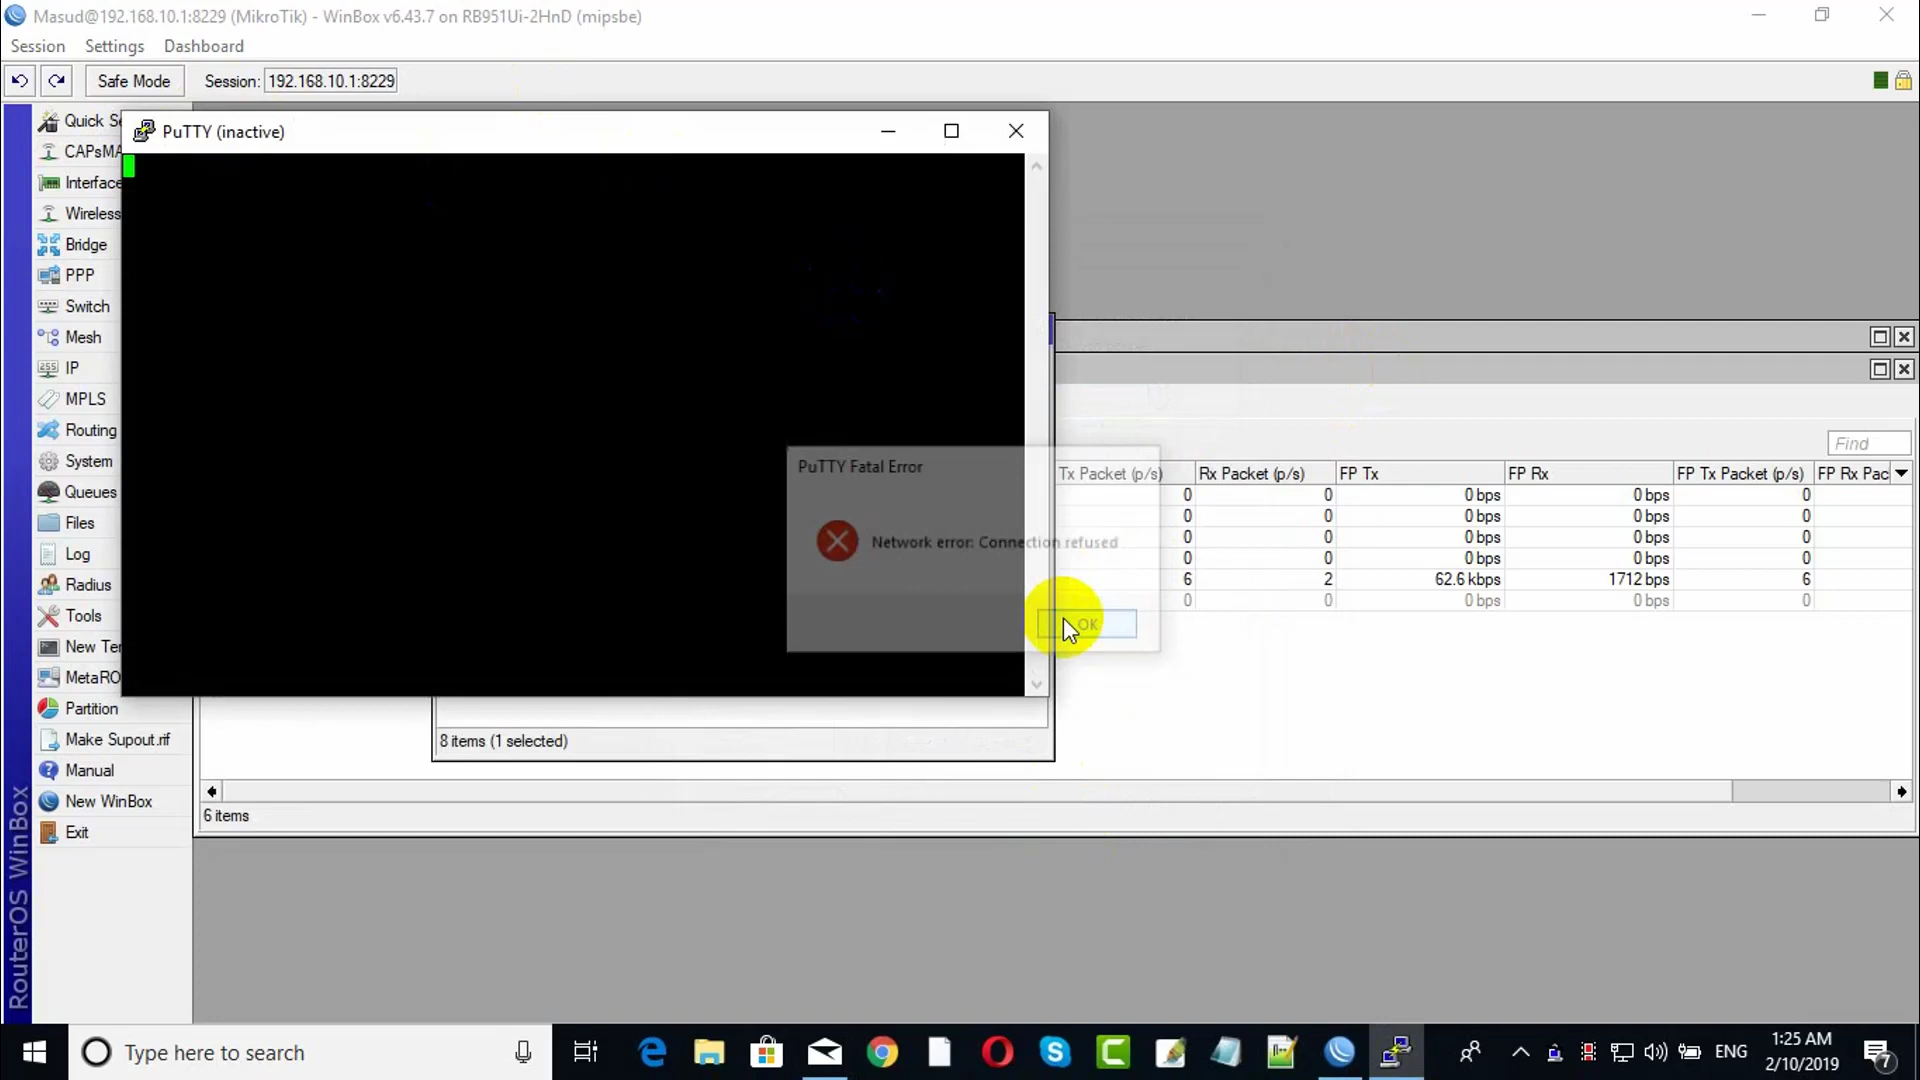 Masud@192.168.10.1:8229 (MikroTik) - WinBox v6.43.7 on RB951Ui-2HnD (mipsbe)
Session Settings Dashboard
Safe Mode Session: 192.168.10.1:8229
Quick Se
CAPsMA
Interface
Wireless
Bridge
PPP
Switch
Mesh
IP
MPLS
Routing
System
Queues
Files
Log
Radius
Tools
New Ter
MetaRO
Partition
Make Supout.rif
Manual
New WinBox
Exit
RouterOS WinBox
PuTTY (inactive)
PuTTY Fatal Error
Network error: Connection refused
OK
Find
Tx Packet (p/s) Rx Packet (p/s) FP Tx FP Rx FP Tx Packet (p/s) FP Rx Pac
0 0 0 bps 0 bps 0
0 0 0 bps 0 bps 0
0 0 0 bps 0 bps 0
0 0 0 bps 0 bps 0
6 2 62.6 kbps 1712 bps 6
0 0 0 bps 0 bps 0
8 items (1 selected)
6 items
Type here to search
ENG
1:25 AM
2/10/2019
7